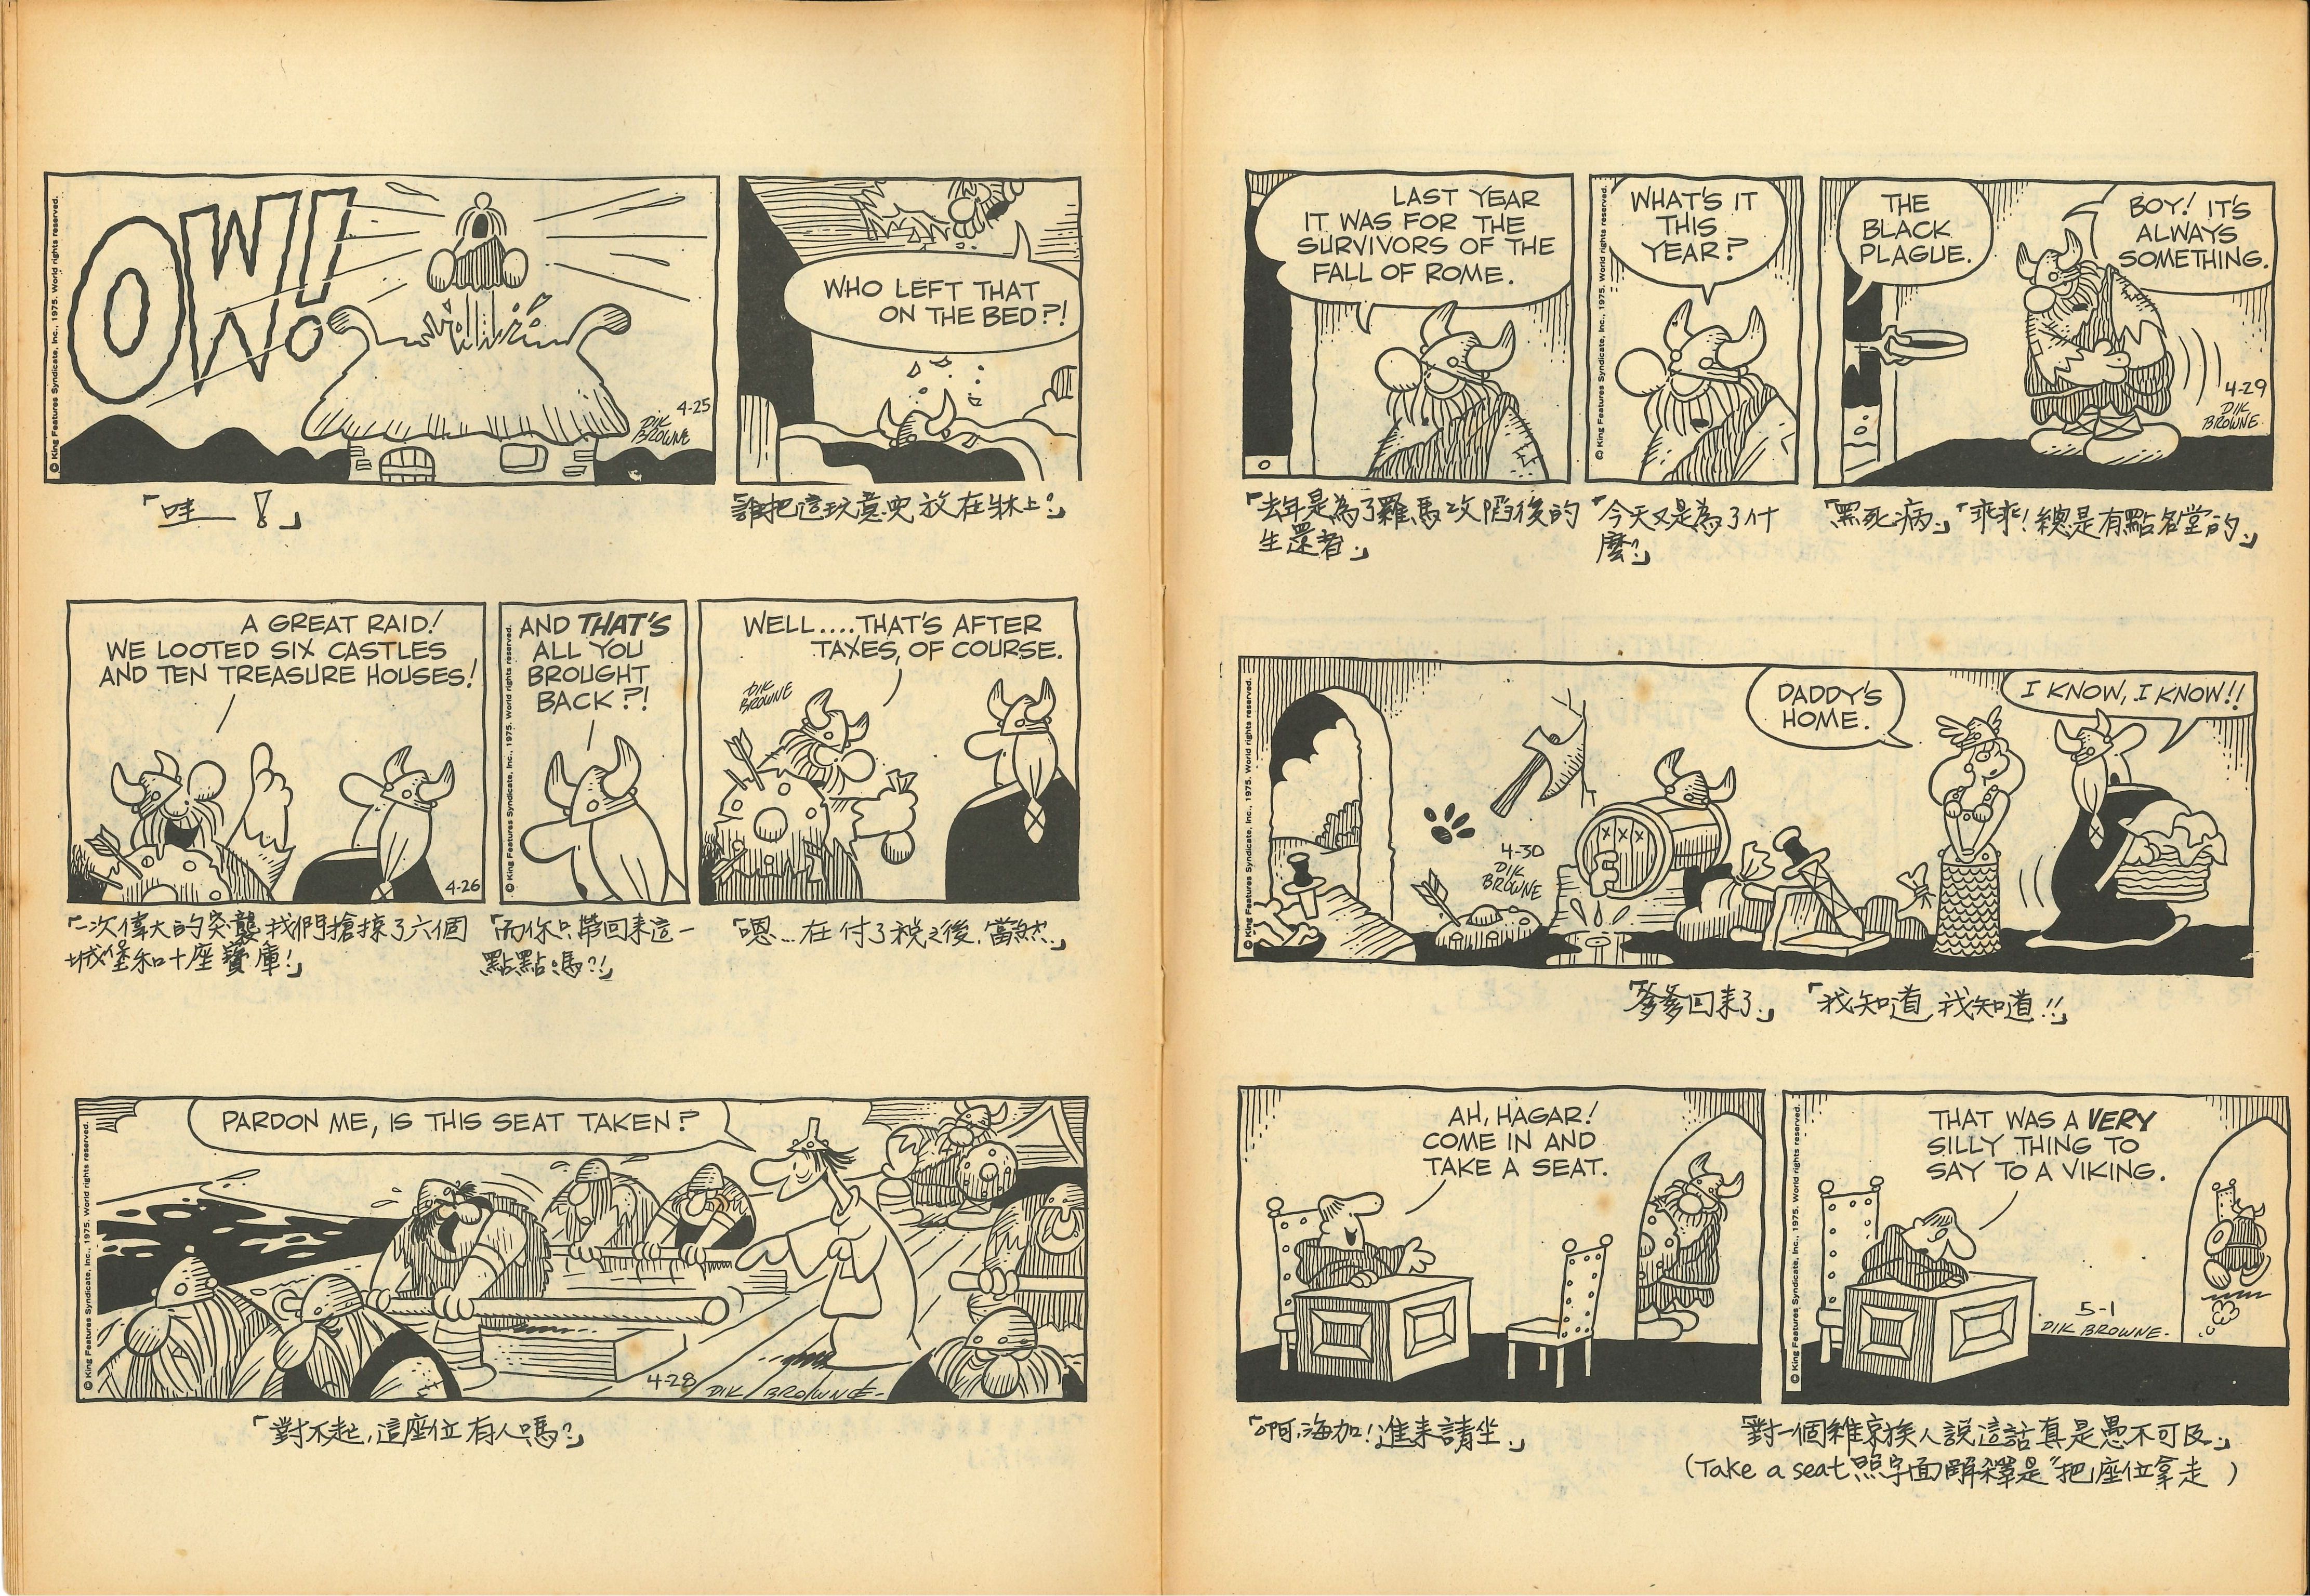 © King Features Syndicate, Inc., 1975. World rights reserved.
OW!
4-25
DIK
BROWNE
WHO LEFT THAT
ON THE BED?!
「哇——！」
「誰把這玩意兒放在牀上?」
A GREAT RAID!
WE LOOTED SIX CASTLES
AND TEN TREASURE HOUSES!
4-26
© King Features Syndicate, Inc., 1975. World rights reserved.
AND THAT'S
ALL YOU
BROUGHT
BACK?!
WELL....THAT'S AFTER
TAXES, OF COURSE.
DIK
BROWNE
「一次偉大的突襲,我們搶掠了六個
城堡和十座寶庫!」
「而你只帶回来這一
點點嗎?!」
「嗯...在付了稅之後,當然.」
© King Features Syndicate, Inc., 1975. World rights reserved.
PARDON ME, IS THIS SEAT TAKEN?
4-28
DIK BROWNE-
「對不起,這座位有人嗎?」
LAST YEAR
IT WAS FOR THE
SURVIVORS OF THE
FALL OF ROME.
© King Features Syndicate, Inc., 1975. World rights reserved.
WHAT'S IT
THIS
YEAR?
THE
BLACK
PLAGUE.
BOY! IT'S
ALWAYS
SOMETHING.
4-29
DIK
BROWNE
「去年是為了羅馬攻陷後的
生還者.」
「今天又是為了什
麼?」
「黑死病」「乖乖!總是有點名堂的.」
© King Features Syndicate, Inc., 1975. World rights reserved.
4-30
DIK
BROWNE
DADDY'S
HOME.
I KNOW, I KNOW!!
「爹爹回来了.」
「我知道,我知道!!」
AH, HAGAR!
COME IN AND
TAKE A SEAT.
© King Features Syndicate, Inc., 1975. World rights reserved.
THAT WAS A VERY
SILLY THING TO
SAY TO A VIKING.
5-1
DIK BROWNE-
「啊,海加!進来請坐.」
「對一個維京族人說這話真是愚不可及.」
(Take a seat 照字面解釋是"把座位拿走)